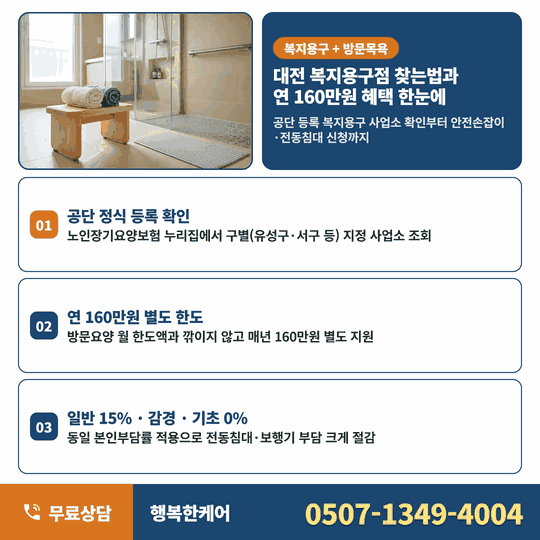 복지용구 + 방문목욕
대전 복지용구점 찾는법과
연 160만원 혜택 한눈에
공단 등록 복지용구 사업소 확인부터 안전손잡이
·전동침대 신청까지
01
공단 정식 등록 확인
노인장기요양보험 누리집에서 구별(유성구·서구 등) 지정 사업소 조회
02
연 160만원 별도 한도
방문요양 월 한도액과 깎이지 않고 매년 160만원 별도 지원
03
일반 15% · 감경 · 기초 0%
동일 본인부담률 적용으로 전동침대·보행기 부담 크게 절감
무료상담
행복한케어
0507-1349-4004